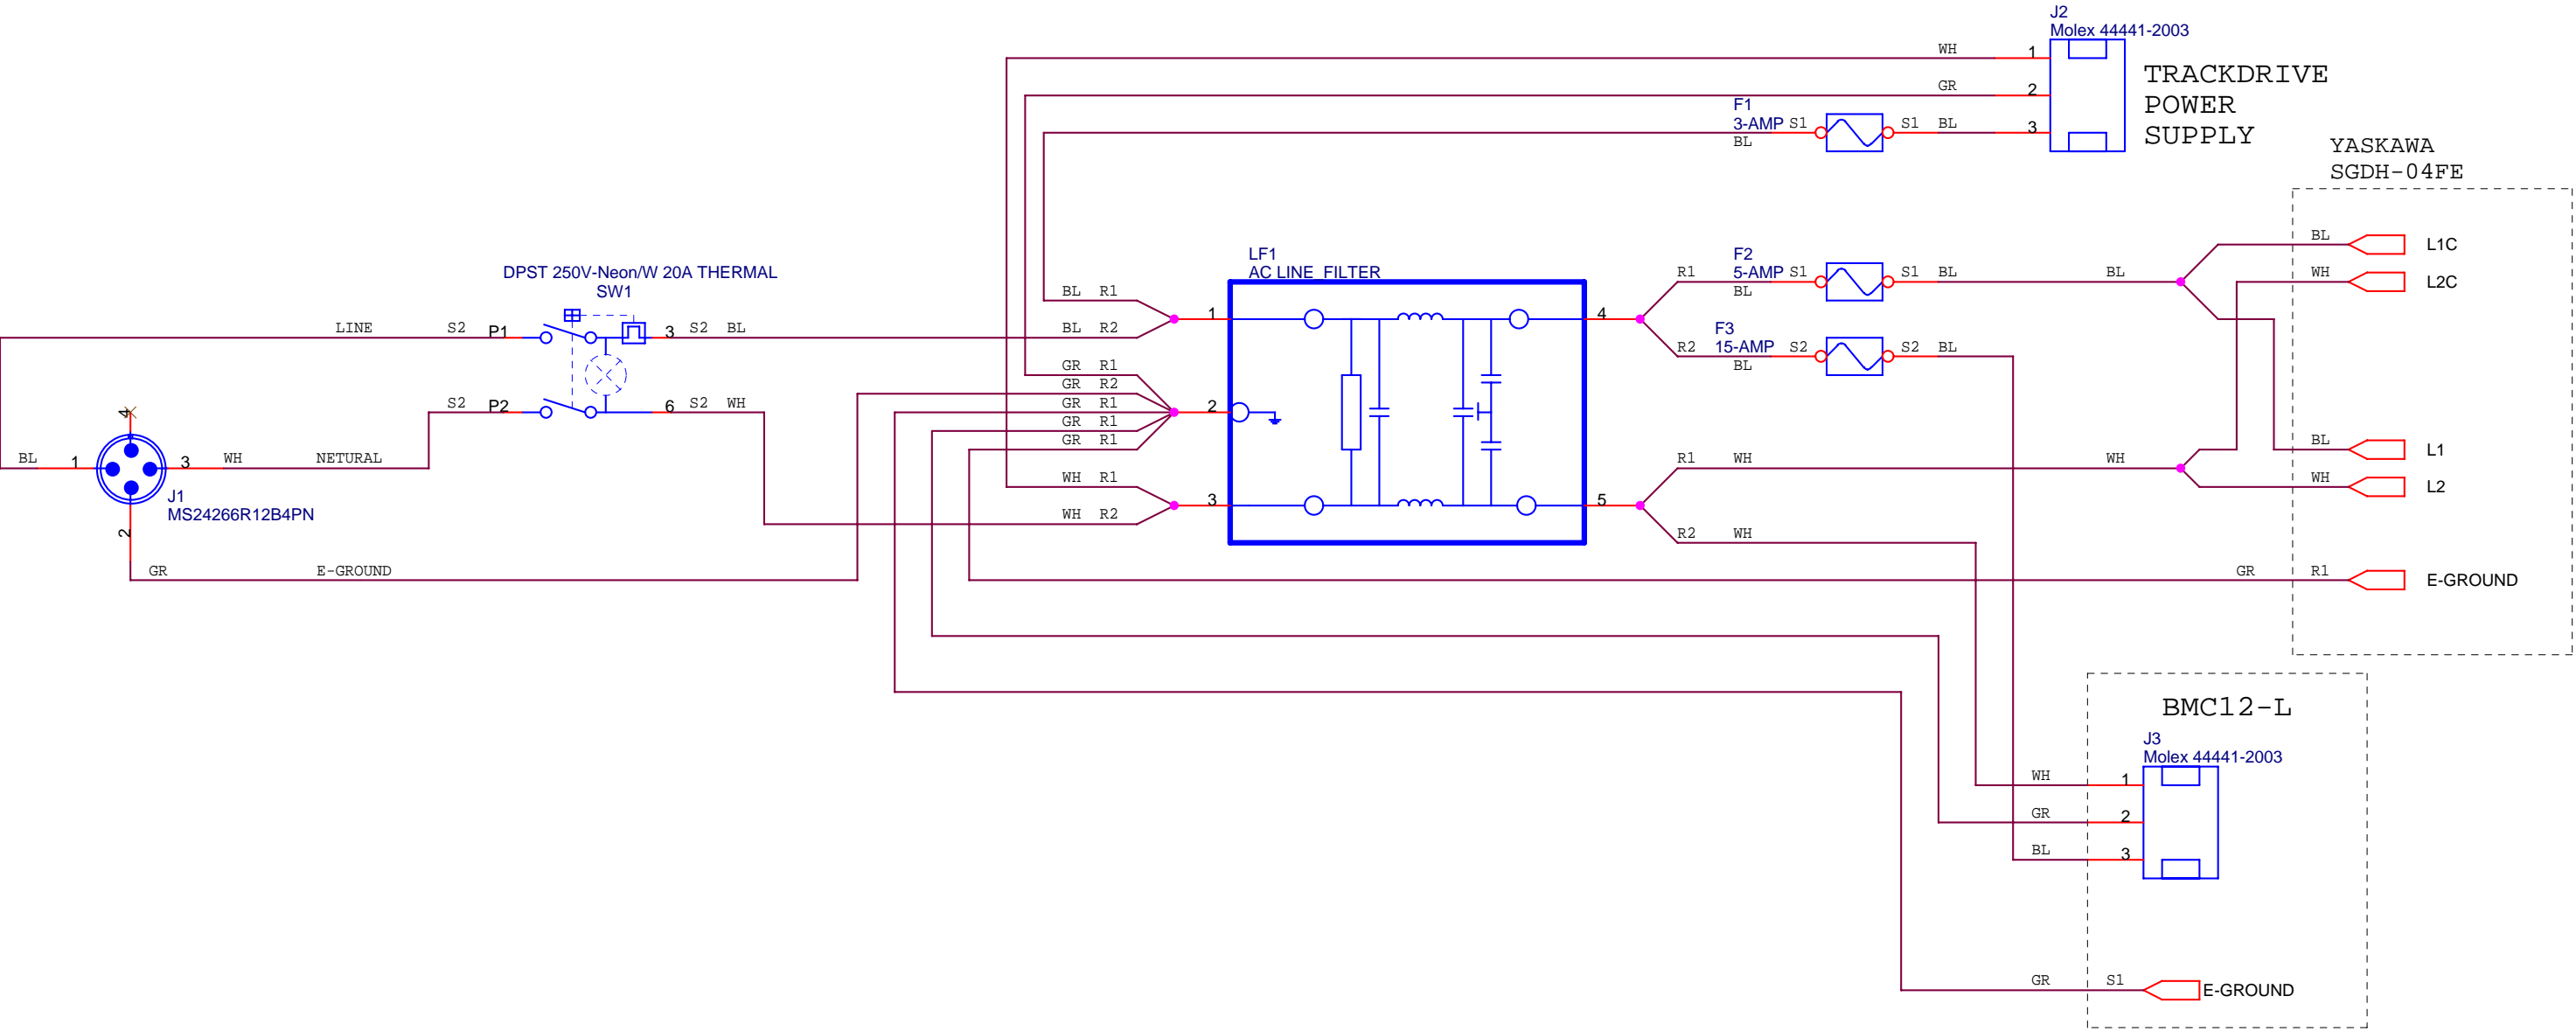 J2
Molex 44441-2003
WH 1
GR 2
TRACKDRIVE
POWER
SUPPLY
F1
3-AMP S1 S1 BL 3
BL
YASKAWA
SGDH-04FE
BL L1C
WH L2C
BL L1
WH L2
GR R1 E-GROUND
DPST 250V-Neon/W 20A THERMAL
SW1
LINE S2 P1 3 S2 BL
S2 P2 6 S2 WH
4
BL 1 3 WH NETURAL
J1
MS24266R12B4PN
2
GR E-GROUND
LF1
AC LINE FILTER
BL R1
BL R2
1
GR R1
GR R2
GR R1
GR R1
GR R1
2
WH R1
WH R2
3
4
5
F2
R1 5-AMP S1 S1 BL BL
BL
F3
R2 15-AMP S2 S2 BL
BL
R1 WH WH
R2 WH
BMC12-L
J3
Molex 44441-2003
WH 1
GR 2
BL 3
GR S1 E-GROUND